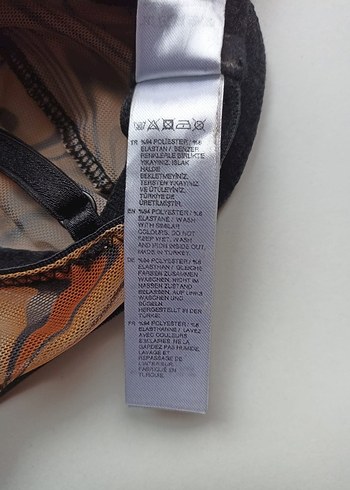 TR %94 POLİESTER / %6
ELASTAN / BENZER
RENKLERLE BİRLİKTE
YIKAYINIZ. ISLAK
HALDE
BEKLETMEYİNİZ.
TERSTEN YIKAYINIZ
VE ÜTÜLEYİNİZ.
TÜRKİYE'DE
ÜRETİLMİŞTİR.
EN %94 POLYESTER / %6
ELASTANE / WASH
WITH SIMILAR
COLOURS. DO NOT
KEEP WET. WASH
AND IRON INSIDE OUT.
MADE IN TURKEY.
DE %94 POLYESTER / %6
ELASTHAN / GLEICHE
FARBEN ZUSAMMEN
WASCHEN. NICHT IM
NASSEN ZUSTAND
BELASSEN. AUF LINKS
WASCHEN UND
BÜGELN.
HERGESTELLT IN DER
TÜRKEI.
FR %94 POLYESTER / %6
ELASTHANNE / LAVEZ
AVEC COULEURS
SIMILAIRES. NE LA
GARDEZ PAS HUMIDE.
LAVAGE ET
REPASSAGE DE
L'INTERIEUR.
FABRIQUÉ EN
TURQUIE.